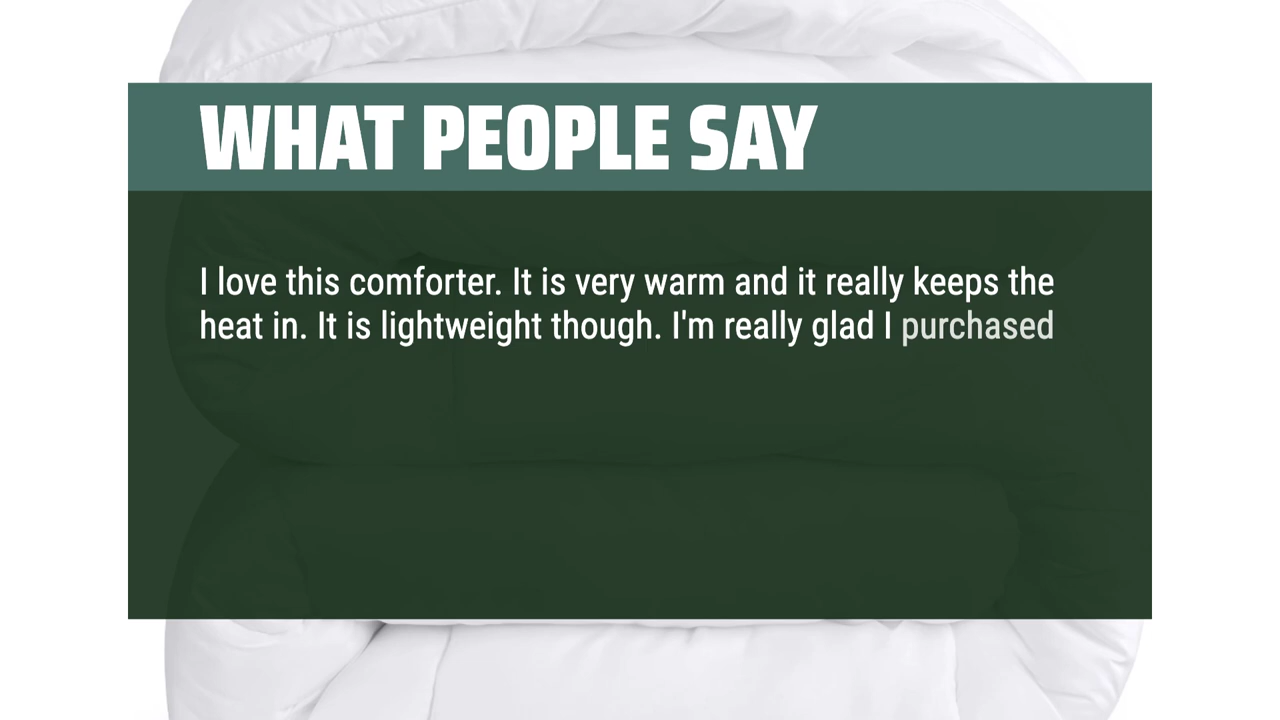 WHAT PEOPLE SAY
I love this comforter. It is very warm and it really keeps the
heat in. It is lightweight though. I'm really glad I purchased